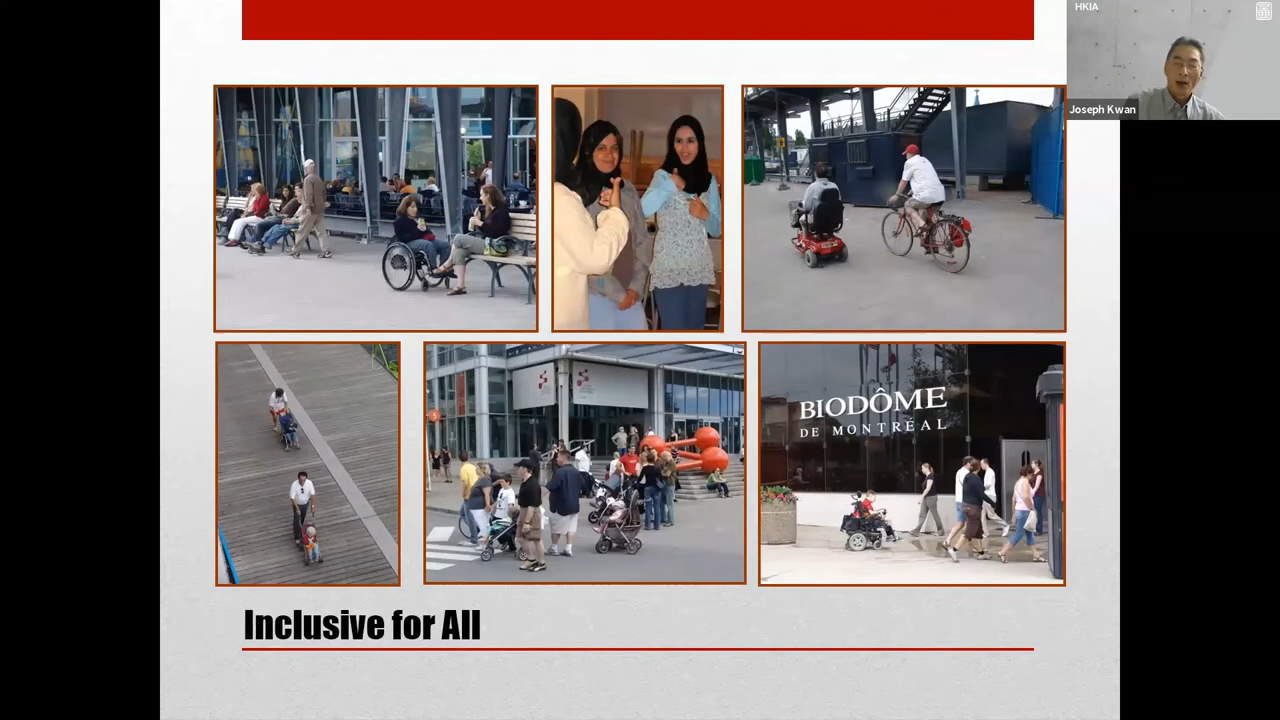 HKIA
Joseph Kwan
BIODÔME
DE MONTRÉAL
Inclusive for All